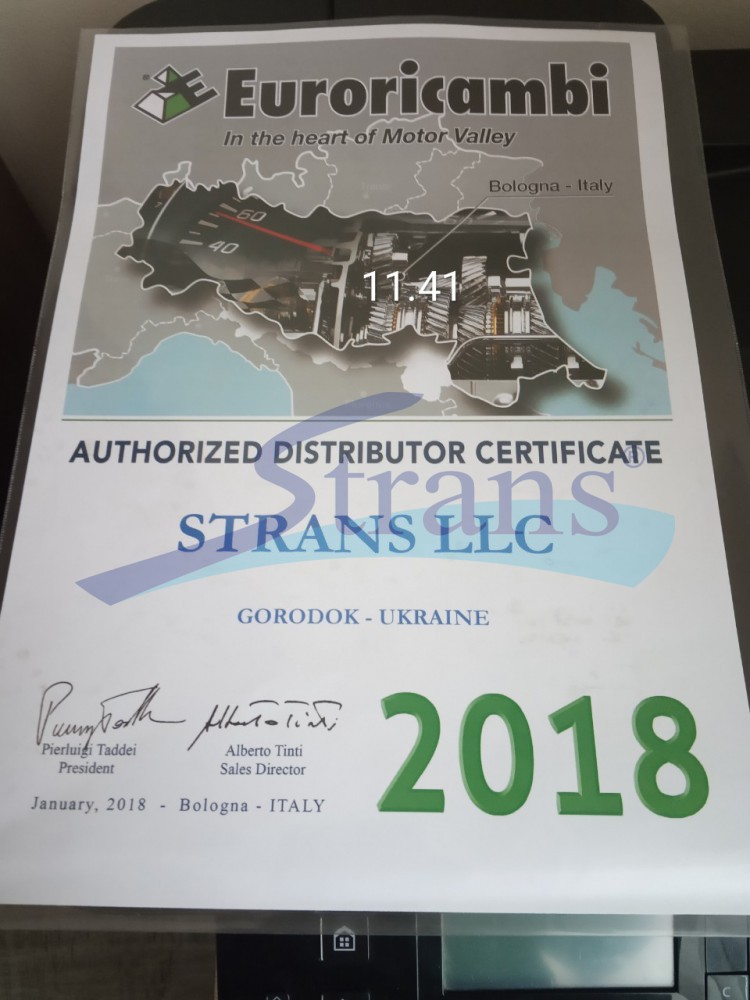 Euroricambi
In the heart of Motor Valley
Bologna - Italy
60
40
11.41
AUTHORIZED DISTRIBUTOR CERTIFICATE
Strans®
STRANS LLC
GORODOK - UKRAINE
Pierluigi Taddei
President
Alberto Tinti
Sales Director
January, 2018 - Bologna - ITALY
2018
C